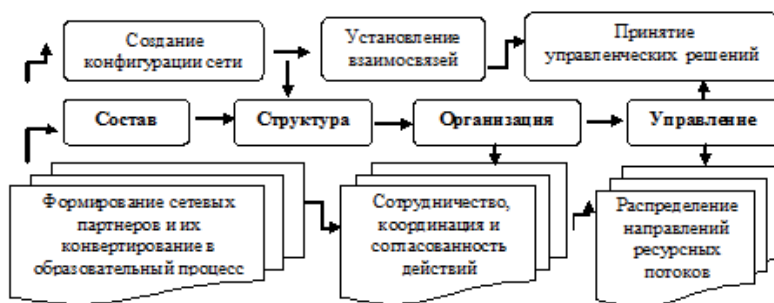 Создание
конфигурации сети
Установление
взаимосвязей
Принятие
управленческих решений
Состав
Структура
Организация
Управление
Формирование сетевых
партнеров и их
конвертирование в
образовательный процесс
Сотрудничество,
координация и
согласованность
действий
Распределение
направлений
ресурсных
потоков